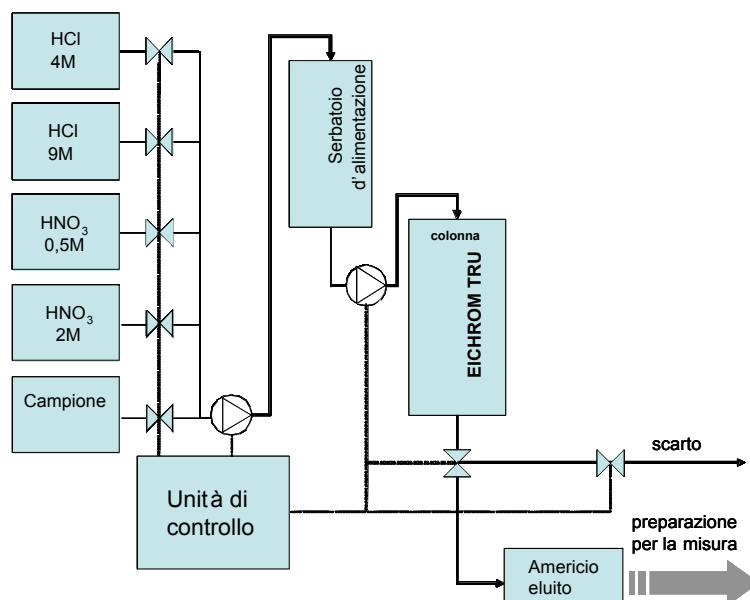 HCl
4M
HCl
9M
HNO₃
0,5M
HNO₃
2M
Campione
Serbatoio
d'alimentazione
colonna
EICHROM TRU
Unità di
controllo
scarto
preparazione
per la misura
Americio
eluito